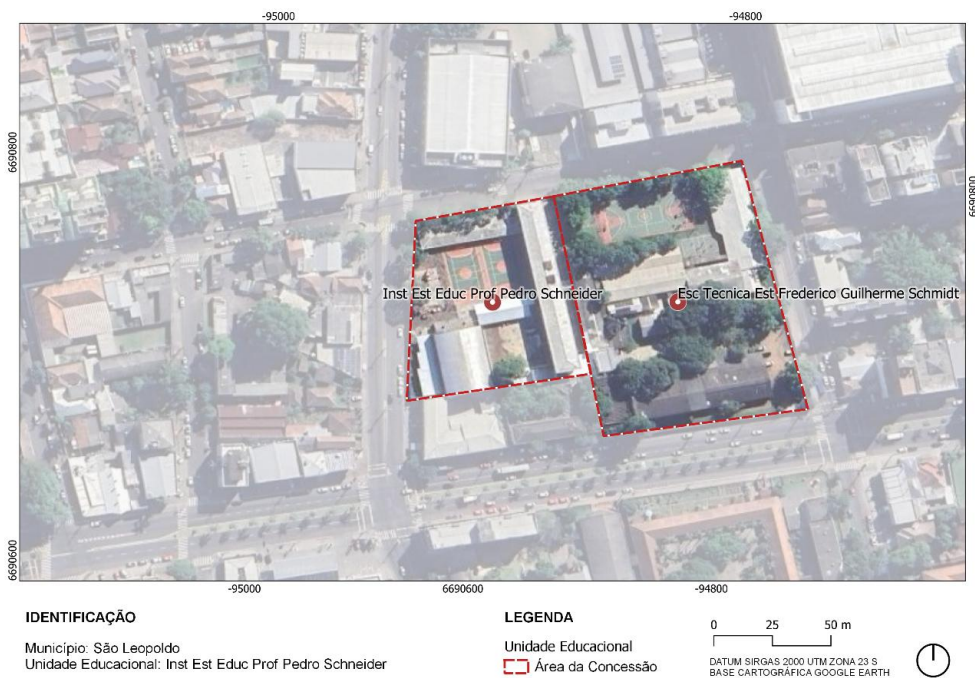 -95000
-94800
6690800
6690800
Inst Est Educ Prof Pedro Schneider
Esc Tecnica Est Frederico Guilherme Schmidt
6690600
-95000
6690600
-94800
IDENTIFICAÇÃO
Município: São Leopoldo
Unidade Educacional: Inst Est Educ Prof Pedro Schneider
LEGENDA
Unidade Educacional
Área da Concessão
0 25 50 m
DATUM SIRGAS 2000 UTM ZONA 23 S
BASE CARTOGRÁFICA GOOGLE EARTH